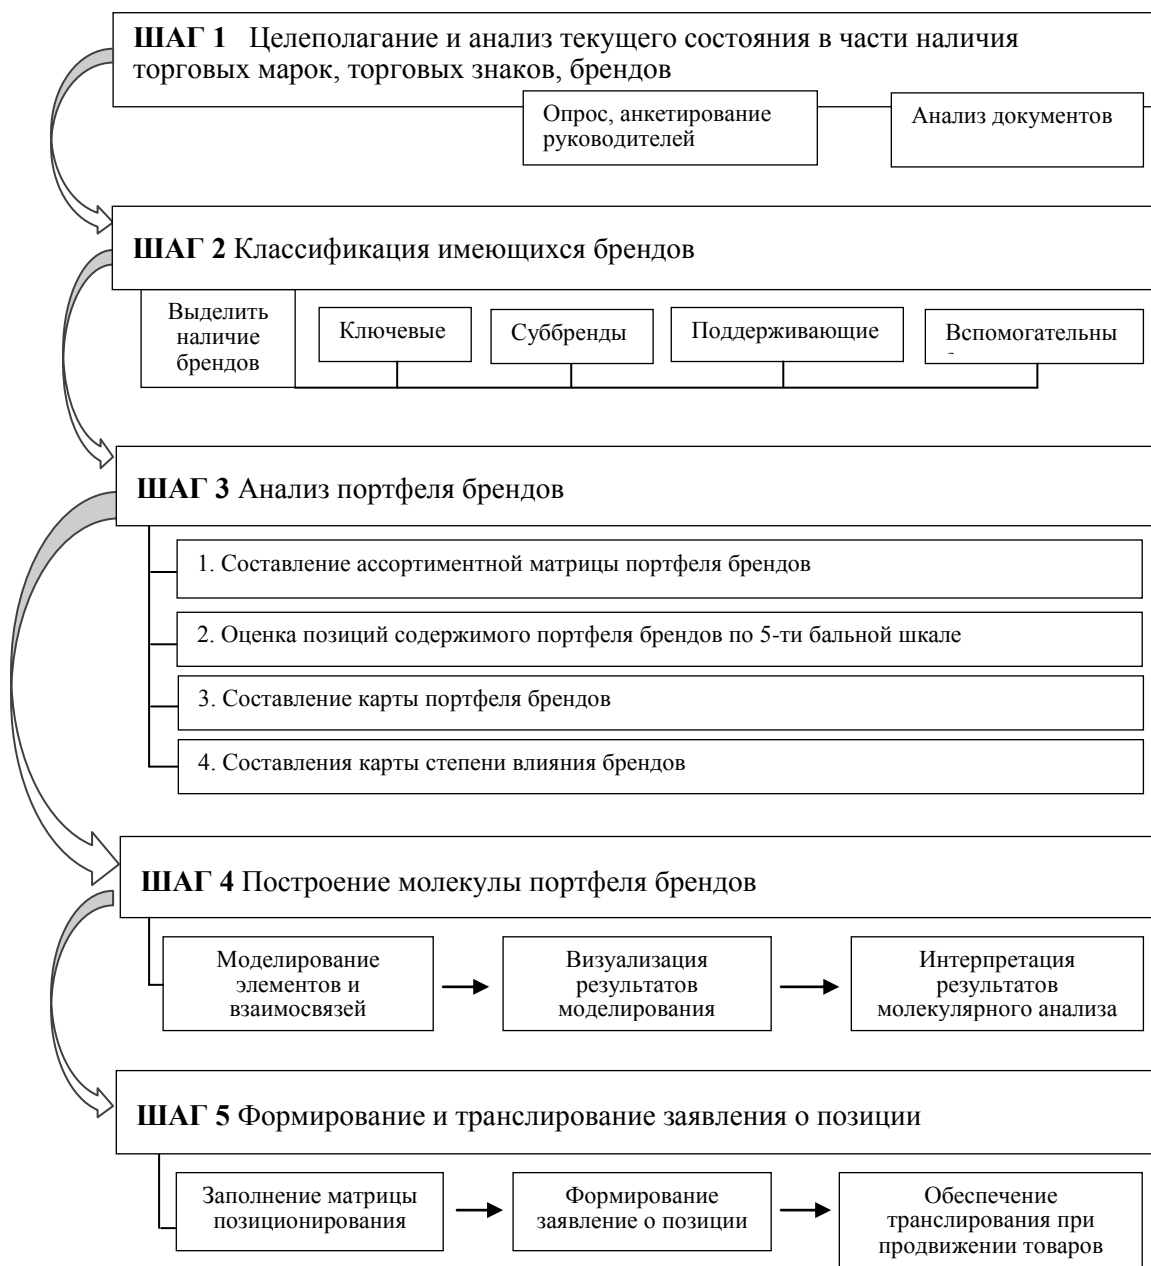 ШАГ 1 Целеполагание и анализ текущего состояния в части наличия
торговых марок, торговых знаков, брендов
Опрос, анкетирование
руководителей
Анализ документов
ШАГ 2 Классификация имеющихся брендов
Выделить
наличие
брендов
Ключевые
Суббренды
Поддерживающие
Вспомогательны
ШАГ 3 Анализ портфеля брендов
1. Составление ассортиментной матрицы портфеля брендов
2. Оценка позиций содержимого портфеля брендов по 5-ти бальной шкале
3. Составление карты портфеля брендов
4. Составления карты степени влияния брендов
ШАГ 4 Построение молекулы портфеля брендов
Моделирование
элементов и
взаимосвязей
Визуализация
результатов
моделирования
Интерпретация
результатов
молекулярного анализа
ШАГ 5 Формирование и транслирование заявления о позиции
Заполнение матрицы
позиционирования
Формирование
заявление о позиции
Обеспечение
транслирования при
продвижении товаров